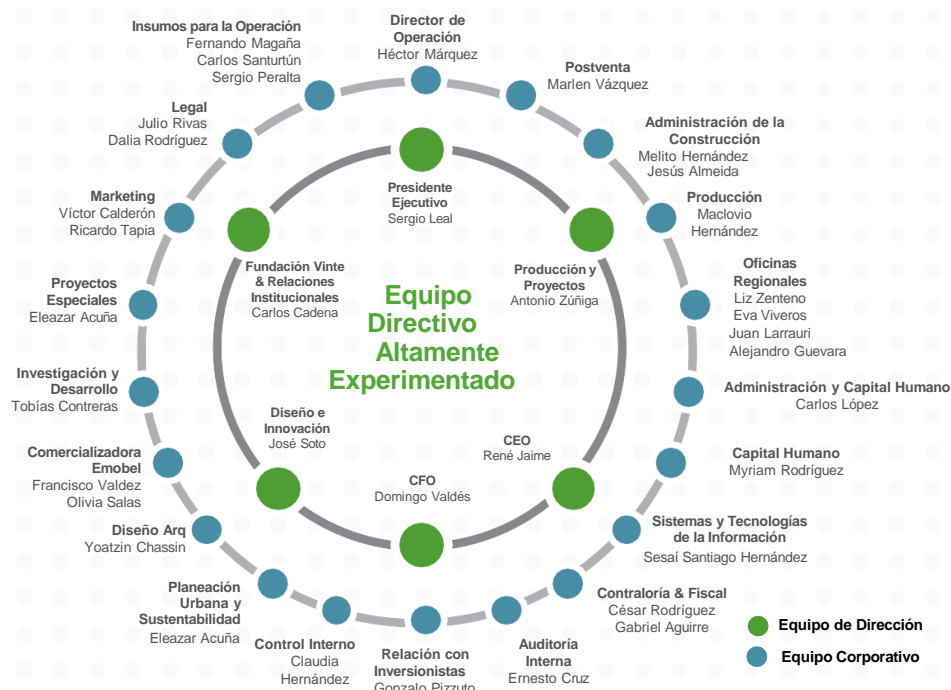 Insumos para la Operación
Fernando Magaña
Carlos Santurtún
Sergio Peralta
Director de
Operación
Héctor Márquez
Postventa
Marlen Vázquez
Legal
Julio Rivas
Dalia Rodríguez
Administración de la
Construcción
Melito Hernández
Jesús Almeida
Marketing
Víctor Calderón
Ricardo Tapia
Presidente
Ejecutivo
Sergio Leal
Producción
Maclovio
Hernández
Fundación Vinte
& Relaciones
Institucionales
Carlos Cadena
Producción y
Proyectos
Antonio Zúñiga
Oficinas
Regionales
Liz Zenteno
Eva Viveros
Juan Larrauri
Alejandro Guevara
Proyectos
Especiales
Eleazar Acuña
Equipo
Directivo
Altamente
Experimentado
Investigación y
Desarrollo
Tobías Contreras
Administración y Capital Humano
Carlos López
Diseño e
Innovación
José Soto
CEO
René Jaime
CFO
Domingo Valdés
Comercializadora
Emobel
Francisco Valdez
Olivia Salas
Capital Humano
Myriam Rodríguez
Diseño Arq
Yoatzin Chassin
Sistemas y Tecnologías
de la Información
Sesaí Santiago Hernández
Planeación
Urbana y
Sustentabilidad
Eleazar Acuña
Contraloría & Fiscal
César Rodríguez
Gabriel Aguirre
Control Interno
Claudia
Hernández
Relación con
Inversionistas
Gonzalo Pizzuto
Auditoría
Interna
Ernesto Cruz
Equipo de Dirección
Equipo Corporativo